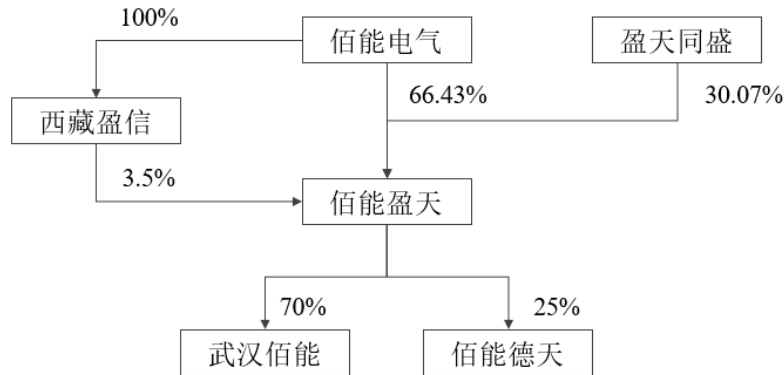 100%
佰能电气
盈天同盛
66.43%
30.07%
西藏盈信
3.5%
佰能盈天
70%
25%
武汉佰能
佰能德天